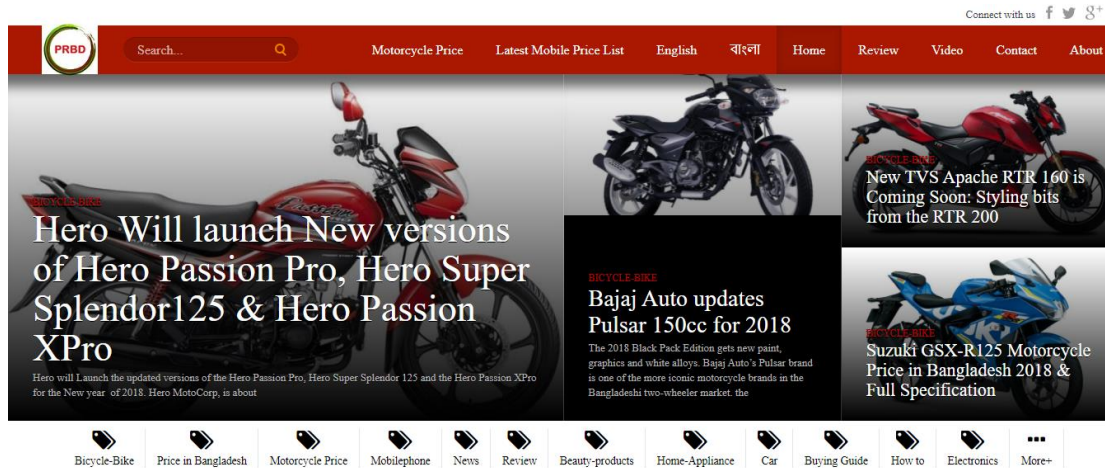 Connect with us
PRBD
Search...
Motorcycle Price
Latest Mobile Price List
English
বাংলা
Home
Review
Video
Contact
About
BICYCLE-BIKE
Hero Will launch New versions
of Hero Passion Pro, Hero Super
Splendor125 & Hero Passion
XPro
Hero will Launch the updated versions of the Hero Passion Pro, Hero Super Splendor 125 and the Hero Passion XPro
for the New year of 2018. Hero MotoCorp, is about
BICYCLE-BIKE
Bajaj Auto updates
Pulsar 150cc for 2018
The 2018 Black Pack Edition gets new paint,
graphics and white alloys. Bajaj Auto's Pulsar brand
is one of the more iconic motorcycle brands in the
Bangladeshi two-wheeler market. the
BICYCLE-BIKE
New TVS Apache RTR 160 is
Coming Soon: Styling bits
from the RTR 200
BICYCLE-BIKE
Suzuki GSX-R125 Motorcycle
Price in Bangladesh 2018 &
Full Specification
Bicycle-Bike
Price in Bangladesh
Motorcycle Price
Mobilephone
News
Review
Beauty-products
Home-Appliance
Car
Buying Guide
How to
Electronics
More+